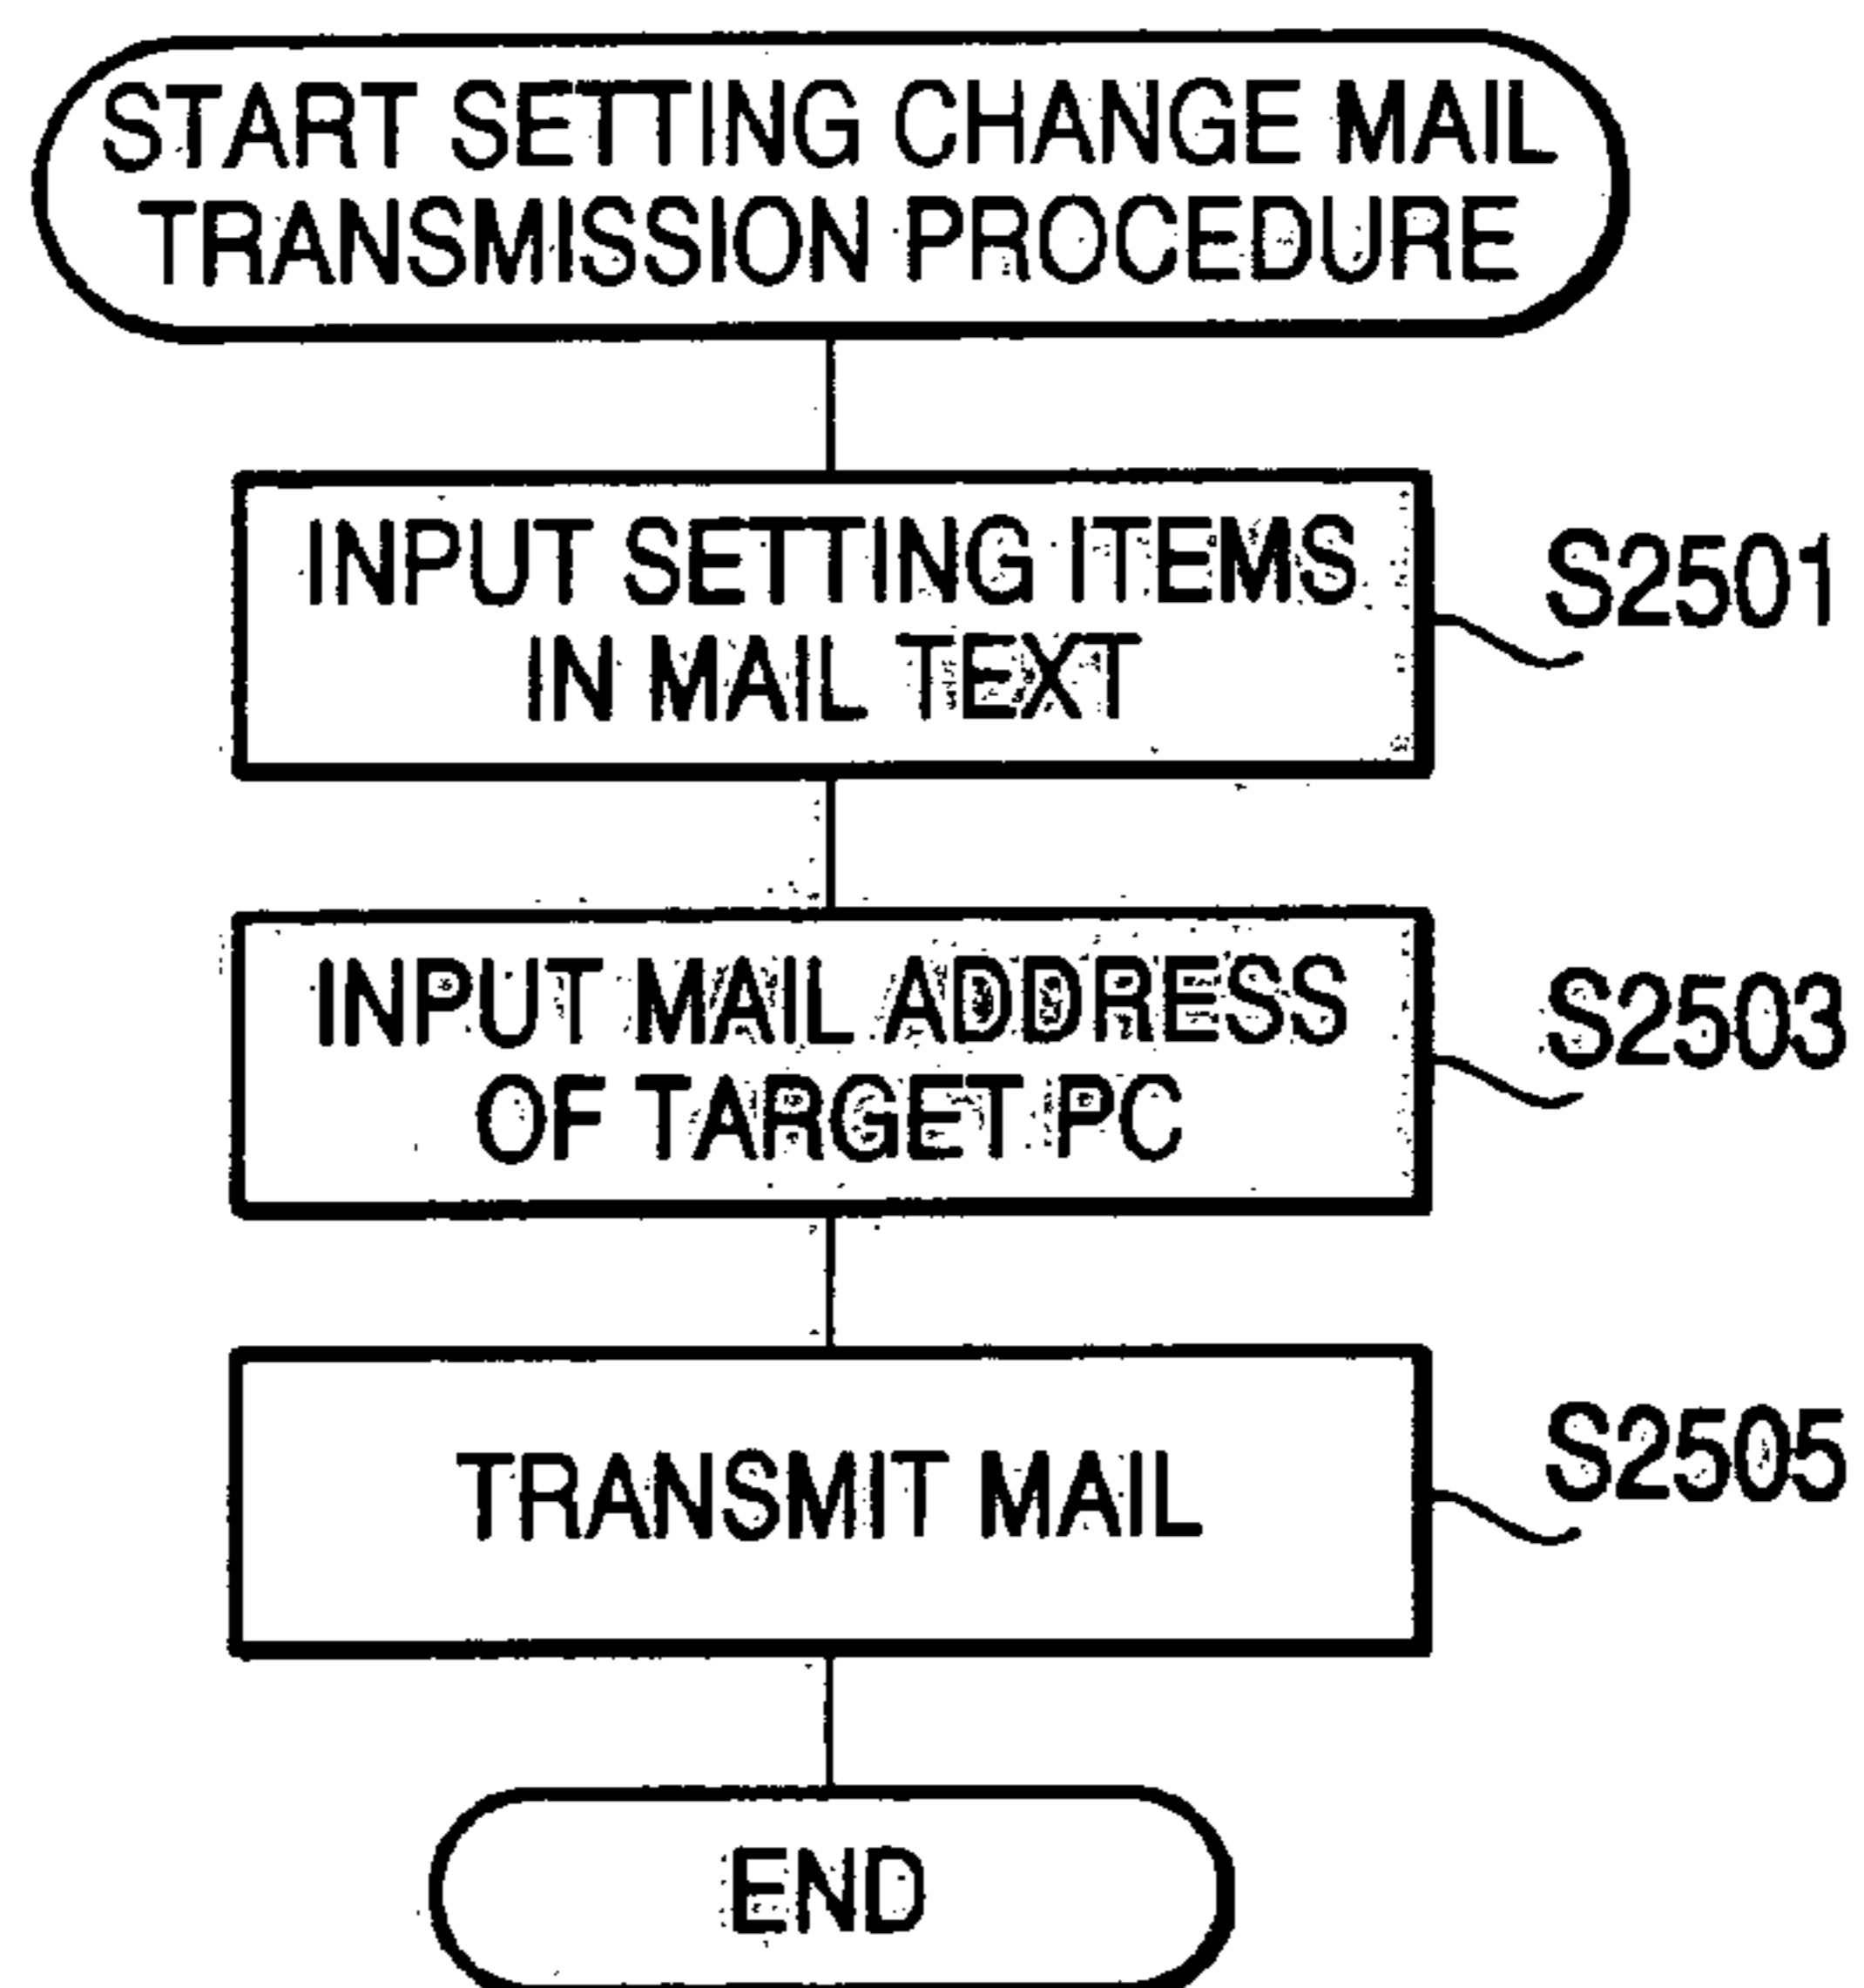 START SETTING CHANGE MAIL
TRANSMISSION PROCEDURE
INPUT SETTING ITEMS
IN MAIL TEXT
S2501
INPUT MAIL ADDRESS
OF TARGET PC
S2503
TRANSMIT MAIL
S2505
END